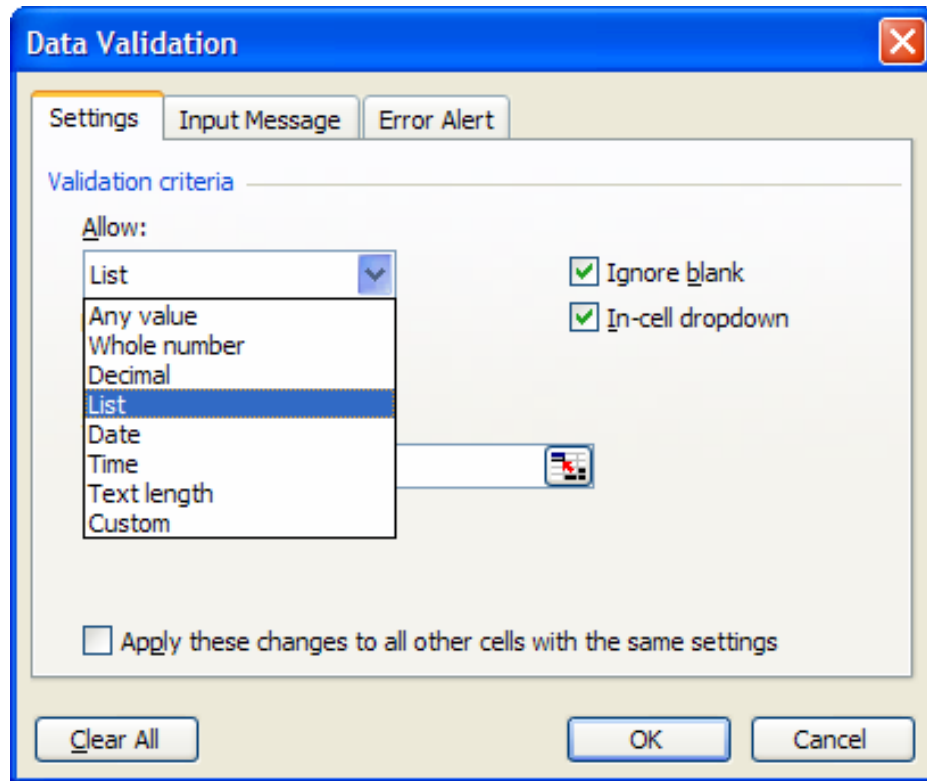 Data Validation
Settings Input Message Error Alert
Validation criteria
Allow:
List
Ignore blank
Any value
In-cell dropdown
Whole number
Decimal
List
Date
Time
Text length
Custom
Apply these changes to all other cells with the same settings
Clear All OK Cancel